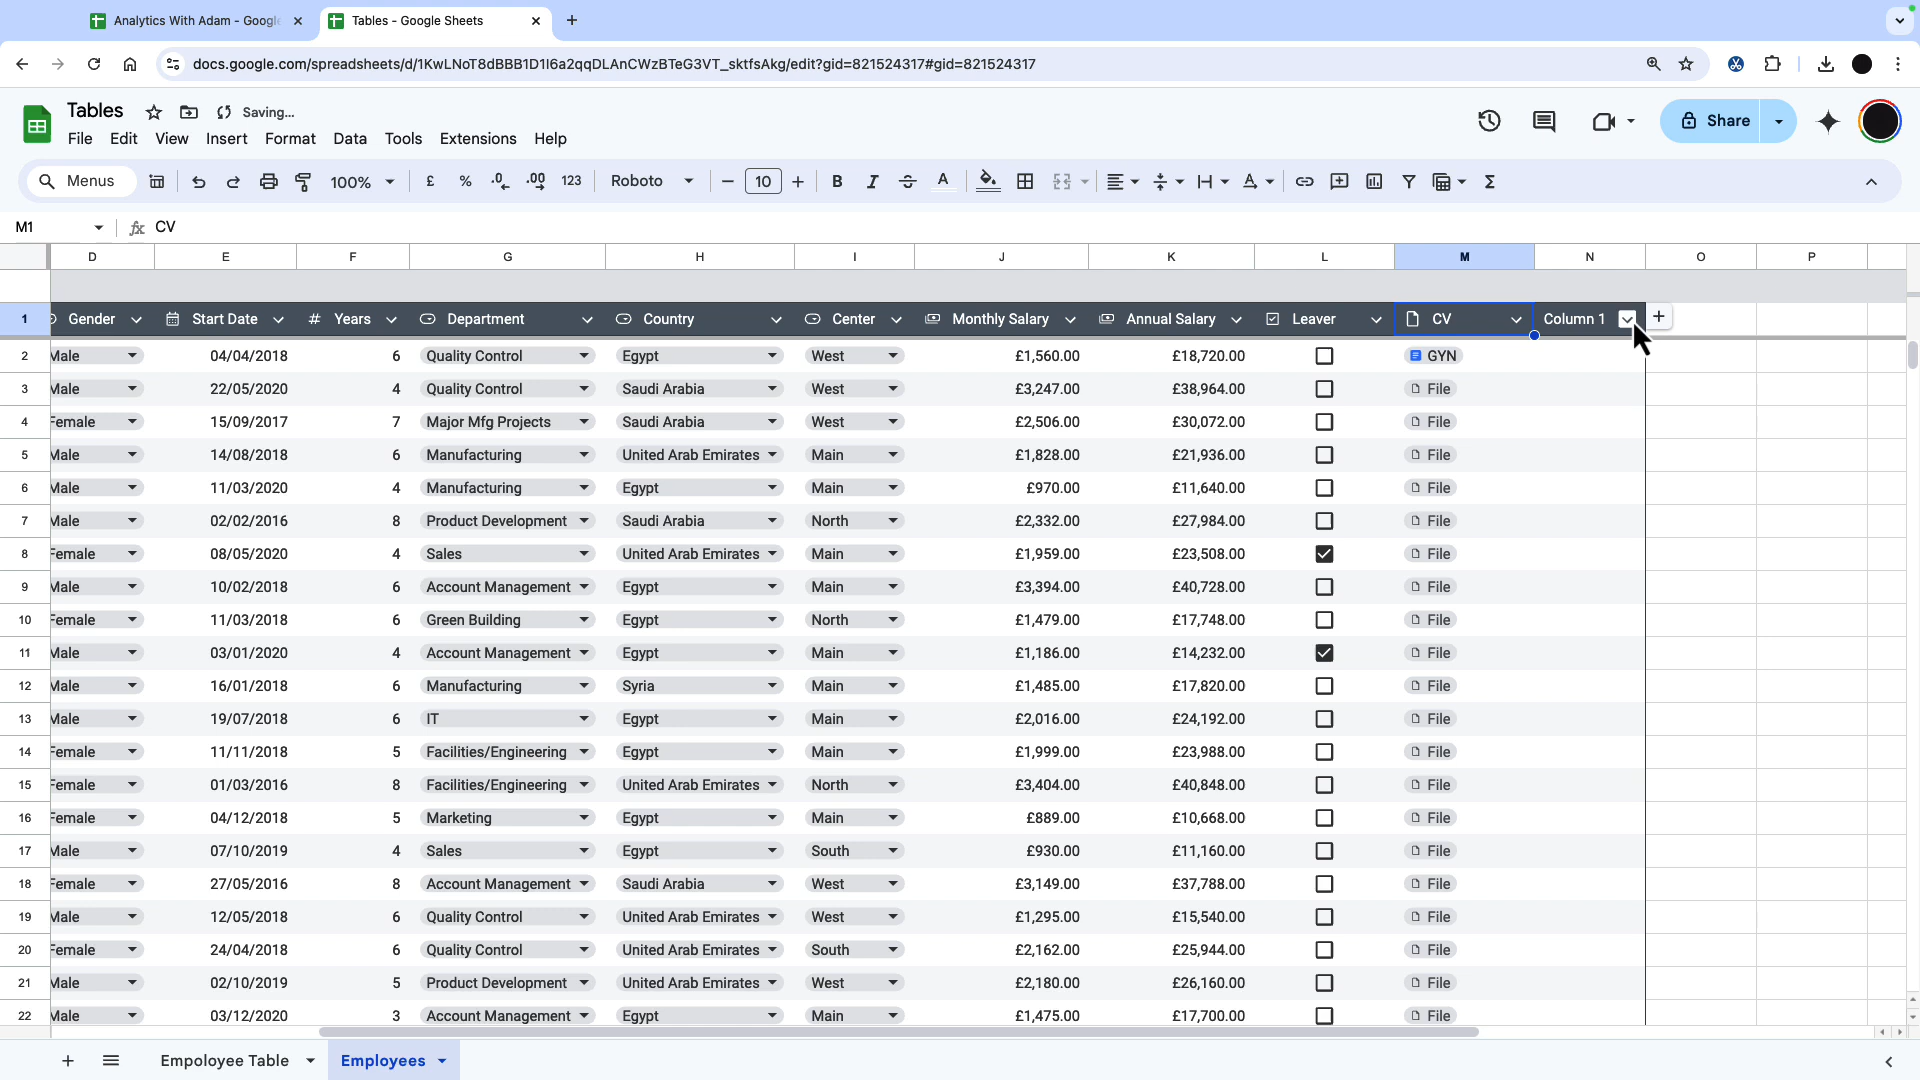 Analytics With Adam - Googl
Tables - Google Sheets
docs.google.com/spreadsheets/d/1KwLNoT8dBBB1D1I6a2qqDLAnCWzBTeG3VT_sktfsAkg/edit?gid=821524317#gid=821524317
Tables Saving...
File Edit View Insert Format Data Tools Extensions Help
Share
Menus 100% £ % .0 .00 123 Roboto 10 B I A
M1 fx CV
D E F G H I J K L M N O P
1 Gender Start Date # Years Department Country Center Monthly Salary Annual Salary Leaver CV Column 1
2 Male 04/04/2018 6 Quality Control Egypt West £1,560.00 £18,720.00 GYN
3 Male 22/05/2020 4 Quality Control Saudi Arabia West £3,247.00 £38,964.00 File
4 Female 15/09/2017 7 Major Mfg Projects Saudi Arabia West £2,506.00 £30,072.00 File
5 Male 14/08/2018 6 Manufacturing United Arab Emirates Main £1,828.00 £21,936.00 File
6 Male 11/03/2020 4 Manufacturing Egypt Main £970.00 £11,640.00 File
7 Male 02/02/2016 8 Product Development Saudi Arabia North £2,332.00 £27,984.00 File
8 Female 08/05/2020 4 Sales United Arab Emirates Main £1,959.00 £23,508.00 File
9 Male 10/02/2018 6 Account Management Egypt Main £3,394.00 £40,728.00 File
10 Female 11/03/2018 6 Green Building Egypt North £1,479.00 £17,748.00 File
11 Male 03/01/2020 4 Account Management Egypt Main £1,186.00 £14,232.00 File
12 Male 16/01/2018 6 Manufacturing Syria Main £1,485.00 £17,820.00 File
13 Male 19/07/2018 6 IT Egypt Main £2,016.00 £24,192.00 File
14 Female 11/11/2018 5 Facilities/Engineering Egypt Main £1,999.00 £23,988.00 File
15 Female 01/03/2016 8 Facilities/Engineering United Arab Emirates North £3,404.00 £40,848.00 File
16 Female 04/12/2018 5 Marketing Egypt Main £889.00 £10,668.00 File
17 Male 07/10/2019 4 Sales Egypt South £930.00 £11,160.00 File
18 Female 27/05/2016 8 Account Management Saudi Arabia West £3,149.00 £37,788.00 File
19 Male 12/05/2018 6 Quality Control United Arab Emirates West £1,295.00 £15,540.00 File
20 Female 24/04/2018 6 Quality Control United Arab Emirates South £2,162.00 £25,944.00 File
21 Male 02/10/2019 5 Product Development United Arab Emirates West £2,180.00 £26,160.00 File
22 Male 03/12/2020 3 Account Management Egypt Main £1,475.00 £17,700.00 File
Empoloyee Table Employees